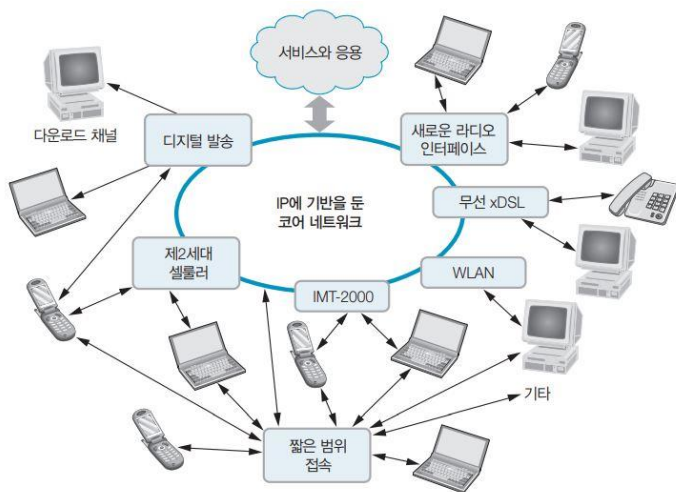 서비스와 응용
다운로드 채널
디지털 발송
새로운 라디오
인터페이스
IP에 기반을 둔
코어 네트워크
무선 xDSL
제2세대
셀룰러
WLAN
IMT-2000
기타
짧은 범위
접속